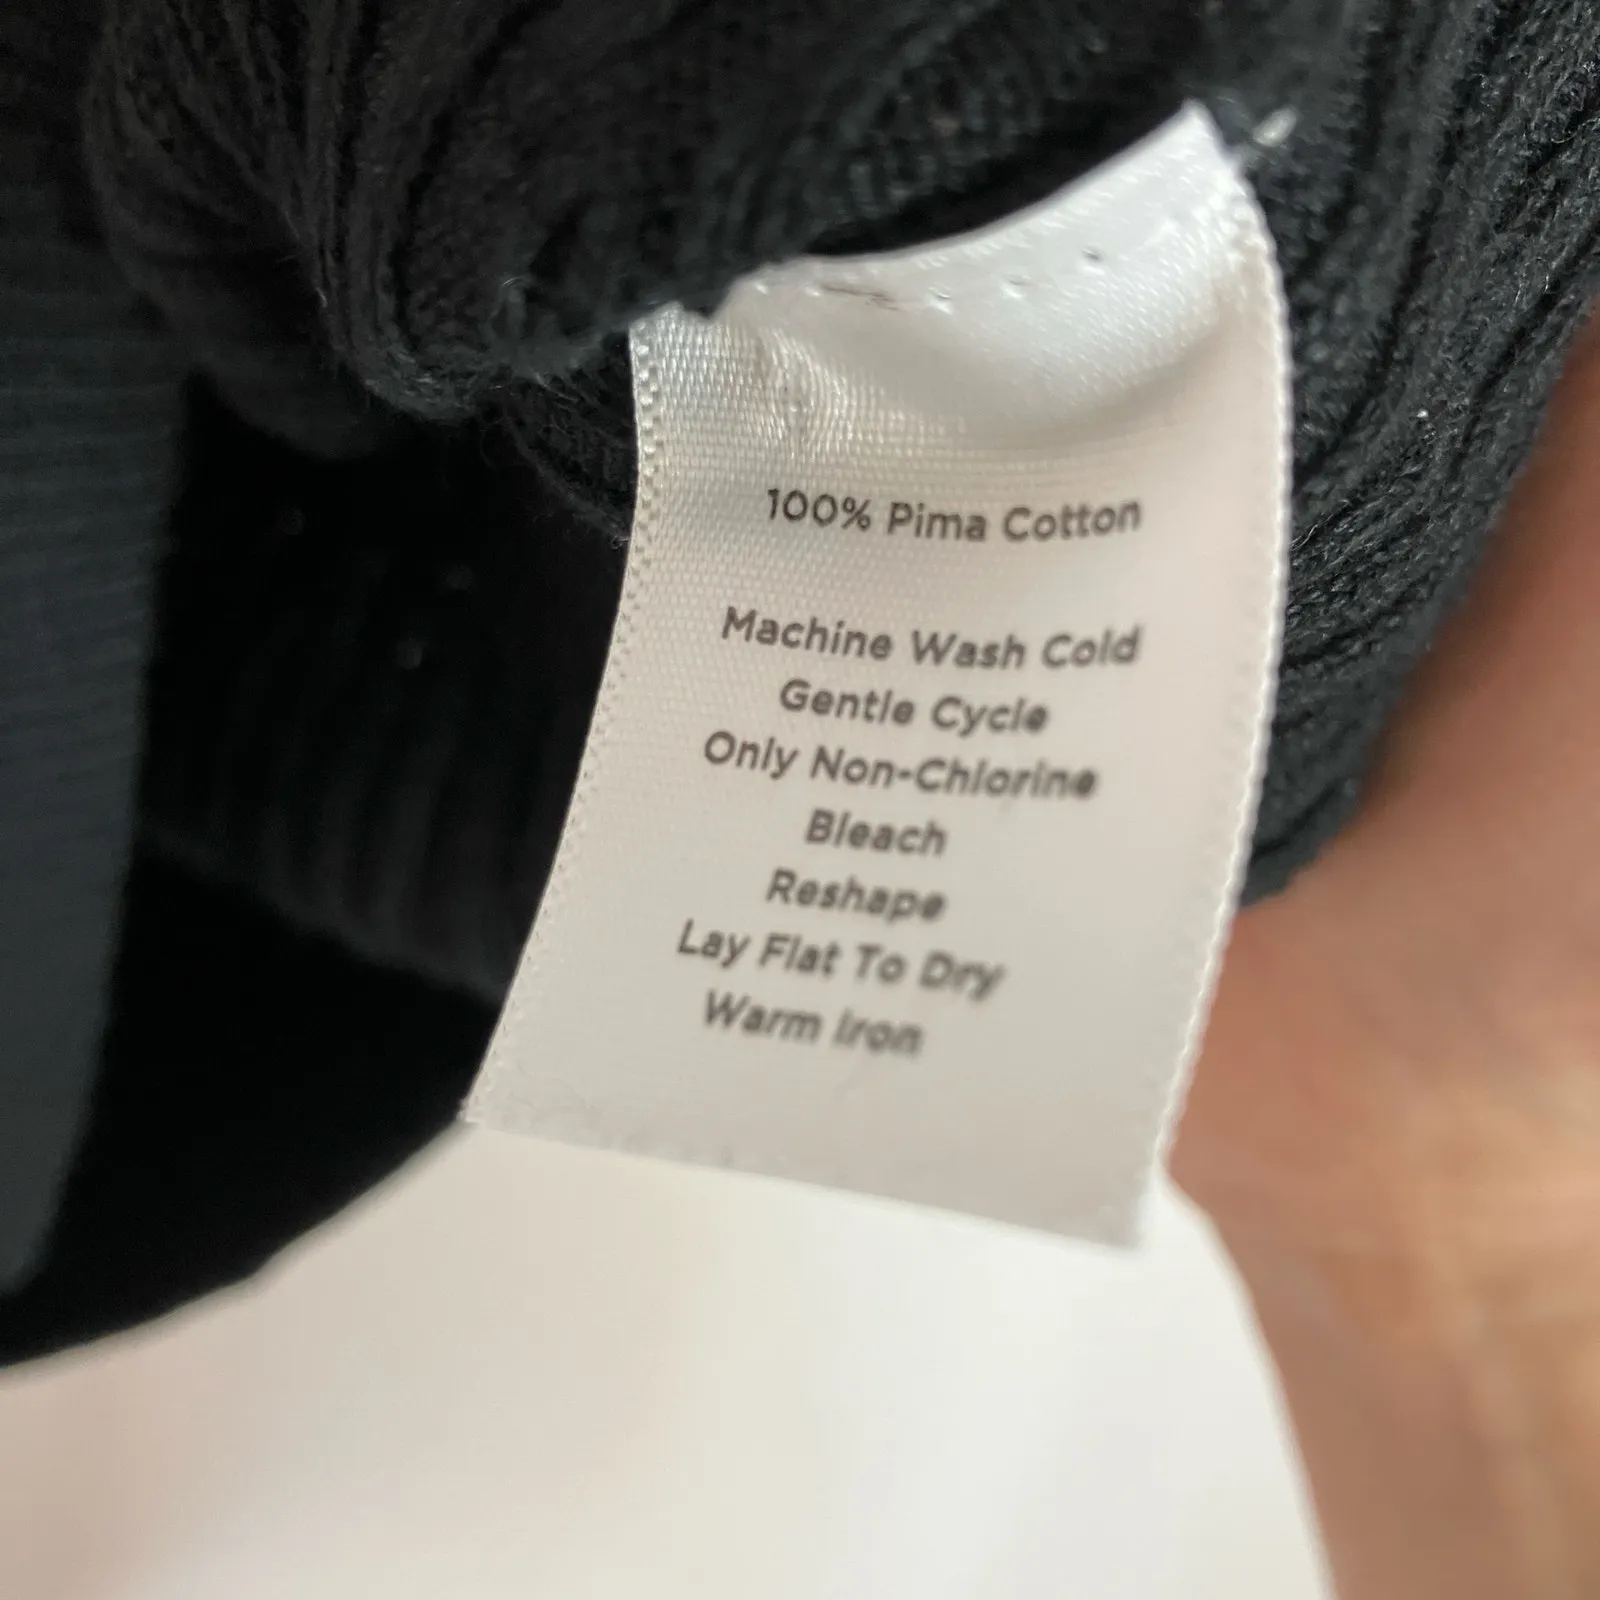 100% Pima Cotton
Machine Wash Cold
Gentle Cycle
Only Non-Chlorine
Bleach
Reshape
Lay Flat To Dry
Warm Iron